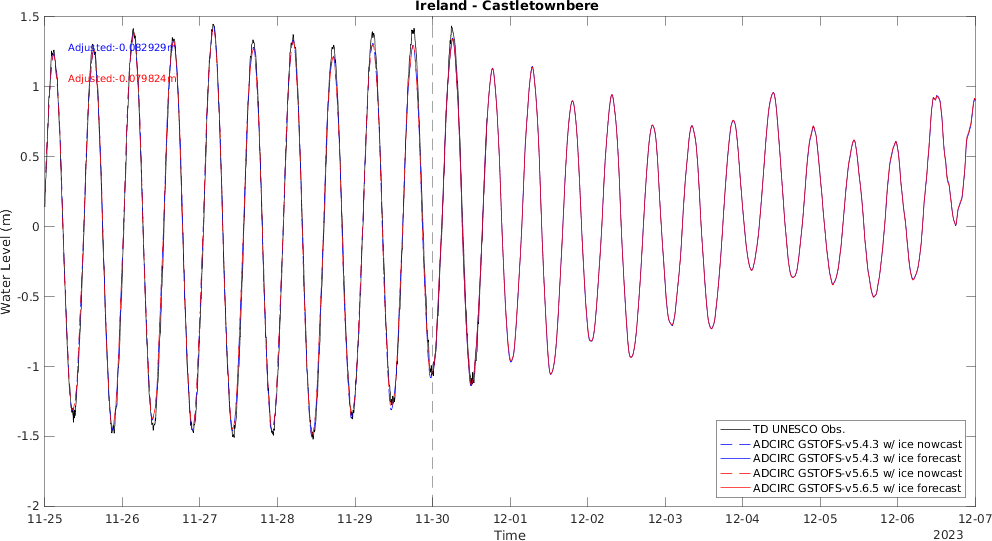 Ireland - Castletownbere
1.5
1
0.5
0
-0.5
-1
-1.5
-2
Water Level (m)
Adjusted:-0.082929m
Adjusted:-0.079824m
TD UNESCO Obs.
ADCIRC GSTOFS-v5.4.3 w/ ice nowcast
ADCIRC GSTOFS-v5.4.3 w/ ice forecast
ADCIRC GSTOFS-v5.6.5 w/ ice nowcast
ADCIRC GSTOFS-v5.6.5 w/ ice forecast
11-25 11-26 11-27 11-28 11-29 11-30 12-01 12-02 12-03 12-04 12-05 12-06 12-07
Time
2023